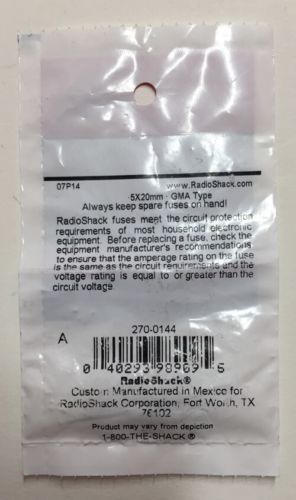 07P14 www.RadioShack.com
5X20mm - GMA Type
Always keep spare fuses on hand!
RadioShack fuses meet the circuit protection
requirements of most household electronic
equipment. Before replacing a fuse, check the
equipment manufacturer's recommendations
to ensure that the amperage rating on the fuse
is the same as the circuit requirements and the
voltage rating is equal to or greater than the
circuit voltage.
A 270-0144
0 40293 98969 5
RadioShack®
Custom Manufactured in Mexico for
RadioShack Corporation, Fort Worth, TX
76102
Product may vary from depiction
1-800-THE-SHACK®